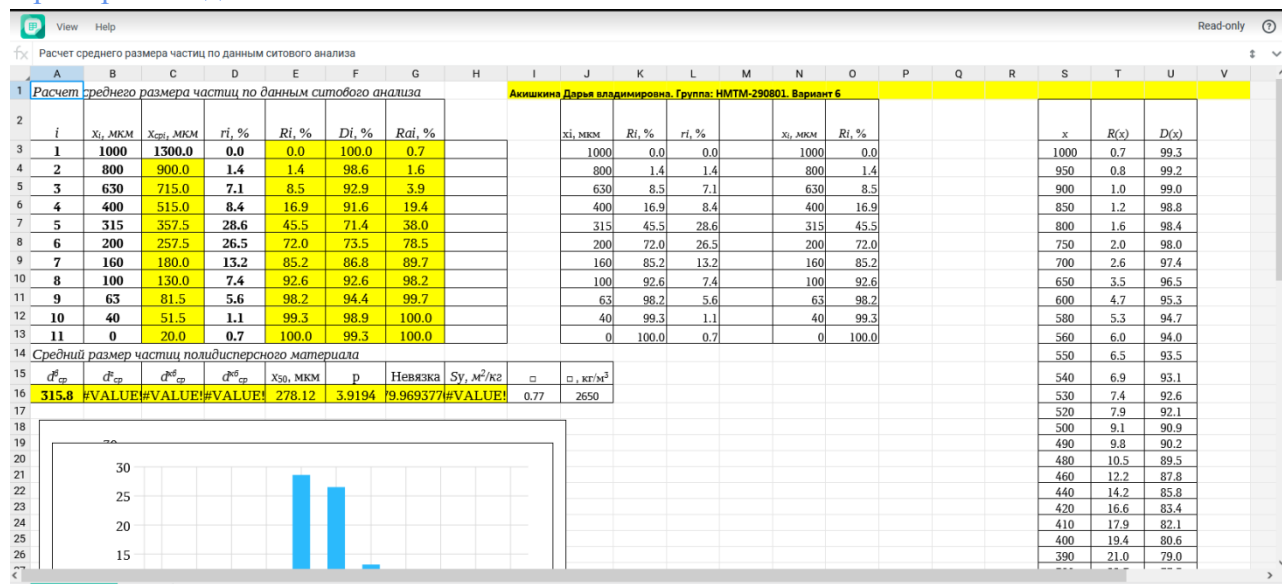 View Help Read-only
Расчет среднего размера частиц по данным ситового анализа
A B C D E F G H I J K L M N O P Q R S T U V
1 Расчет среднего размера частиц по данным ситового анализа Акишкина Дарья владимировна. Группа: НМТМ-290801. Вариант 6
2 i xi, мкм xcpi, мкм ri, % Ri, % Di, % Rai, % xi, мкм Ri, % ri, % xi, мкм Ri, % x R(x) D(x)
3 1 1000 1300.0 0.0 0.0 100.0 0.7 1000 0.0 0.0 1000 0.0 1000 0.7 99.3
4 2 800 900.0 1.4 1.4 98.6 1.6 800 1.4 1.4 800 1.4 950 0.8 99.2
5 3 630 715.0 7.1 8.5 92.9 3.9 630 8.5 7.1 630 8.5 900 1.0 99.0
6 4 400 515.0 8.4 16.9 91.6 19.4 400 16.9 8.4 400 16.9 850 1.2 98.8
7 5 315 357.5 28.6 45.5 71.4 38.0 315 45.5 28.6 315 45.5 800 1.6 98.4
8 6 200 257.5 26.5 72.0 73.5 78.5 200 72.0 26.5 200 72.0 750 2.0 98.0
9 7 160 180.0 13.2 85.2 86.8 89.7 160 85.2 13.2 160 85.2 700 2.6 97.4
10 8 100 130.0 7.4 92.6 92.6 98.2 100 92.6 7.4 100 92.6 650 3.5 96.5
11 9 63 81.5 5.6 98.2 94.4 99.7 63 98.2 5.6 63 98.2 600 4.7 95.3
12 10 40 51.5 1.1 99.3 98.9 100.0 40 99.3 1.1 40 99.3 580 5.3 94.7
13 11 0 20.0 0.7 100.0 99.3 100.0 0 100.0 0.7 0 100.0 560 6.0 94.0
14 Средний размер частиц полидисперсного материала 550 6.5 93.5
15 x50, мкм p Невязка Sy, м²/кг □ □, кг/м³ 540 6.9 93.1
16 315.8 #VALUE! #VALUE! #VALUE! 278.12 3.9194 9.969377 #VALUE! 0.77 2650 530 7.4 92.6
17 520 7.9 92.1
18 500 9.1 90.9
19 490 9.8 90.2
20 30 480 10.5 89.5
21 460 12.2 87.8
22 25 440 14.2 85.8
23 420 16.6 83.4
24 20 410 17.9 82.1
25 400 19.4 80.6
26 15 390 21.0 79.0